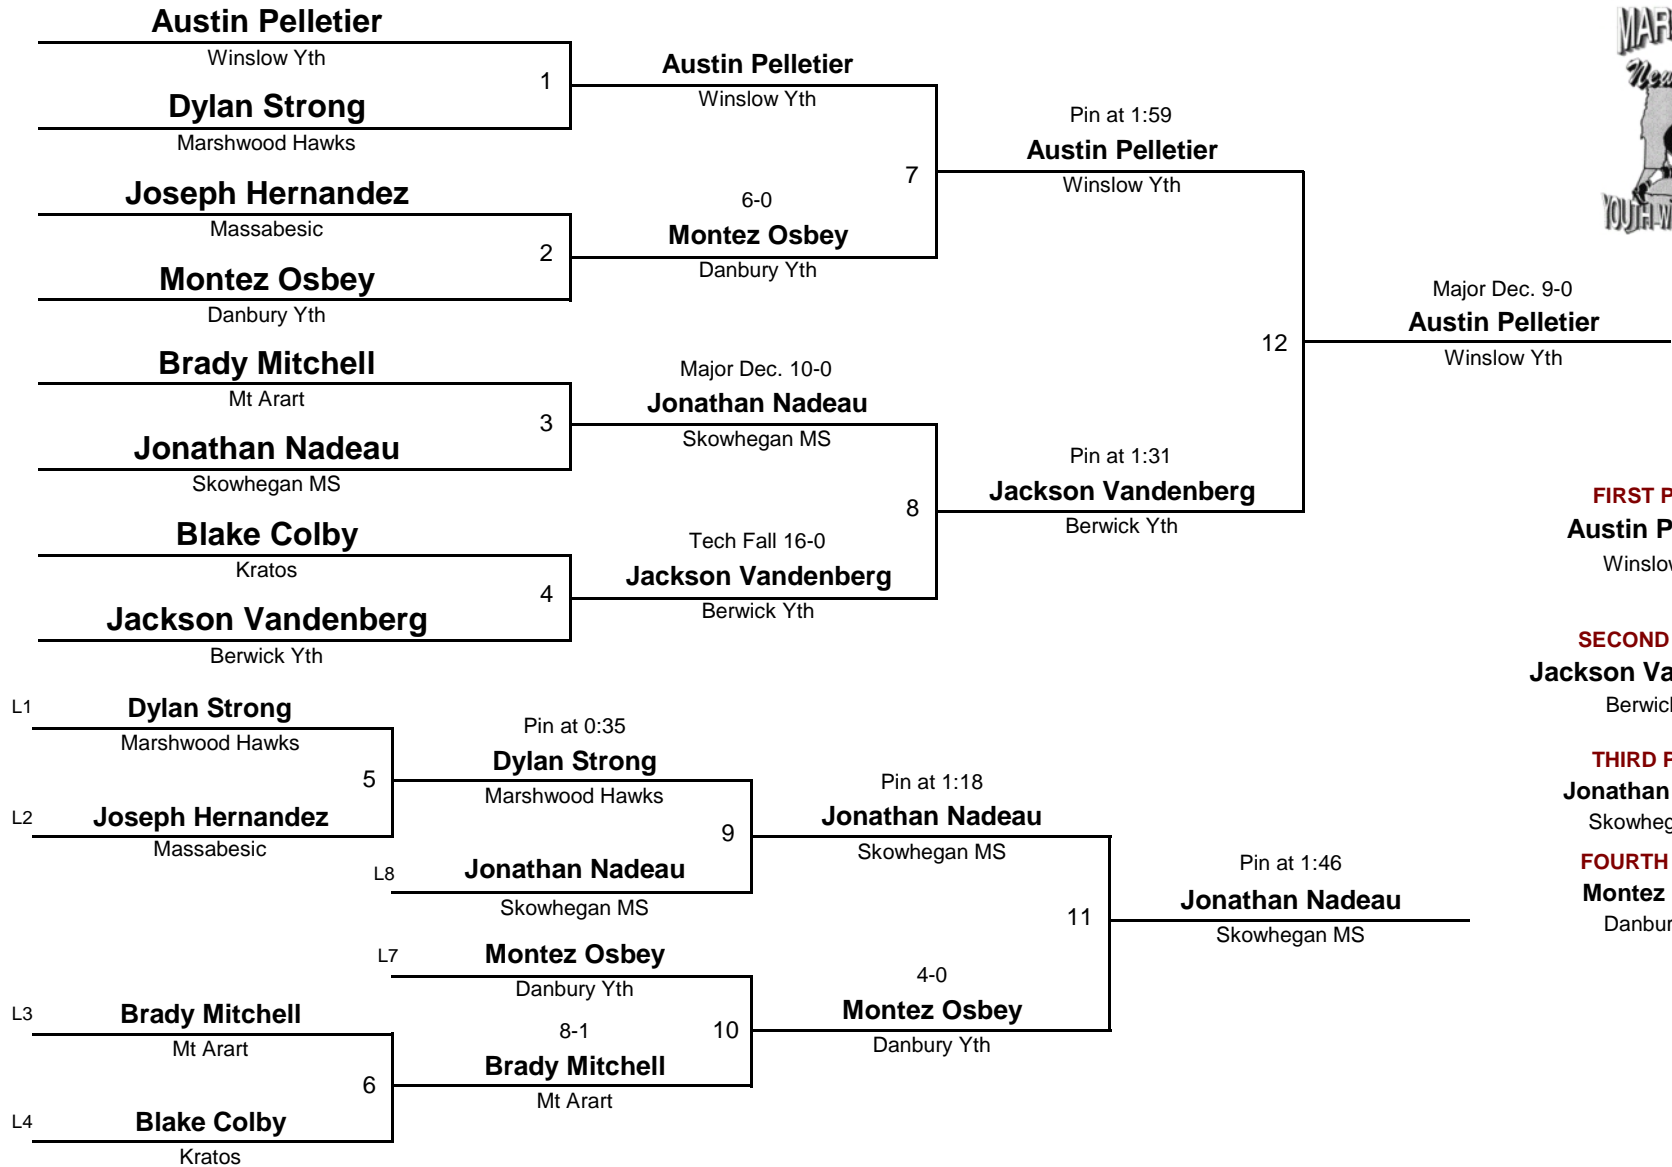 Austin Pelletier
Winslow Yth
1
Dylan Strong
Marshwood Hawks
Joseph Hernandez
Massabesic
2
Montez Osbey
Danbury Yth
Brady Mitchell
Mt Arart
3
Jonathan Nadeau
Skowhegan MS
Blake Colby
Kratos
4
Jackson Vandenberg
Berwick Yth
Austin Pelletier
Winslow Yth
7
6-0
Montez Osbey
Danbury Yth
Major Dec. 10-0
Jonathan Nadeau
Skowhegan MS
8
Tech Fall 16-0
Jackson Vandenberg
Berwick Yth
Pin at 1:59
Austin Pelletier
Winslow Yth
12
Pin at 1:31
Jackson Vandenberg
Berwick Yth
Major Dec. 9-0
Austin Pelletier
Winslow Yth
L1
Dylan Strong
Marshwood Hawks
5
L2
Joseph Hernandez
Massabesic
L3
Brady Mitchell
Mt Arart
6
L4
Blake Colby
Kratos
Pin at 0:35
Dylan Strong
Marshwood Hawks
9
L8
Jonathan Nadeau
Skowhegan MS
L7
Montez Osbey
Danbury Yth
10
8-1
Brady Mitchell
Mt Arart
Pin at 1:18
Jonathan Nadeau
Skowhegan MS
11
4-0
Montez Osbey
Danbury Yth
Pin at 1:46
Jonathan Nadeau
Skowhegan MS
FIRST
Austin
SECOND
Jackson
THIRD
Jonathan
FOURTH
Montez